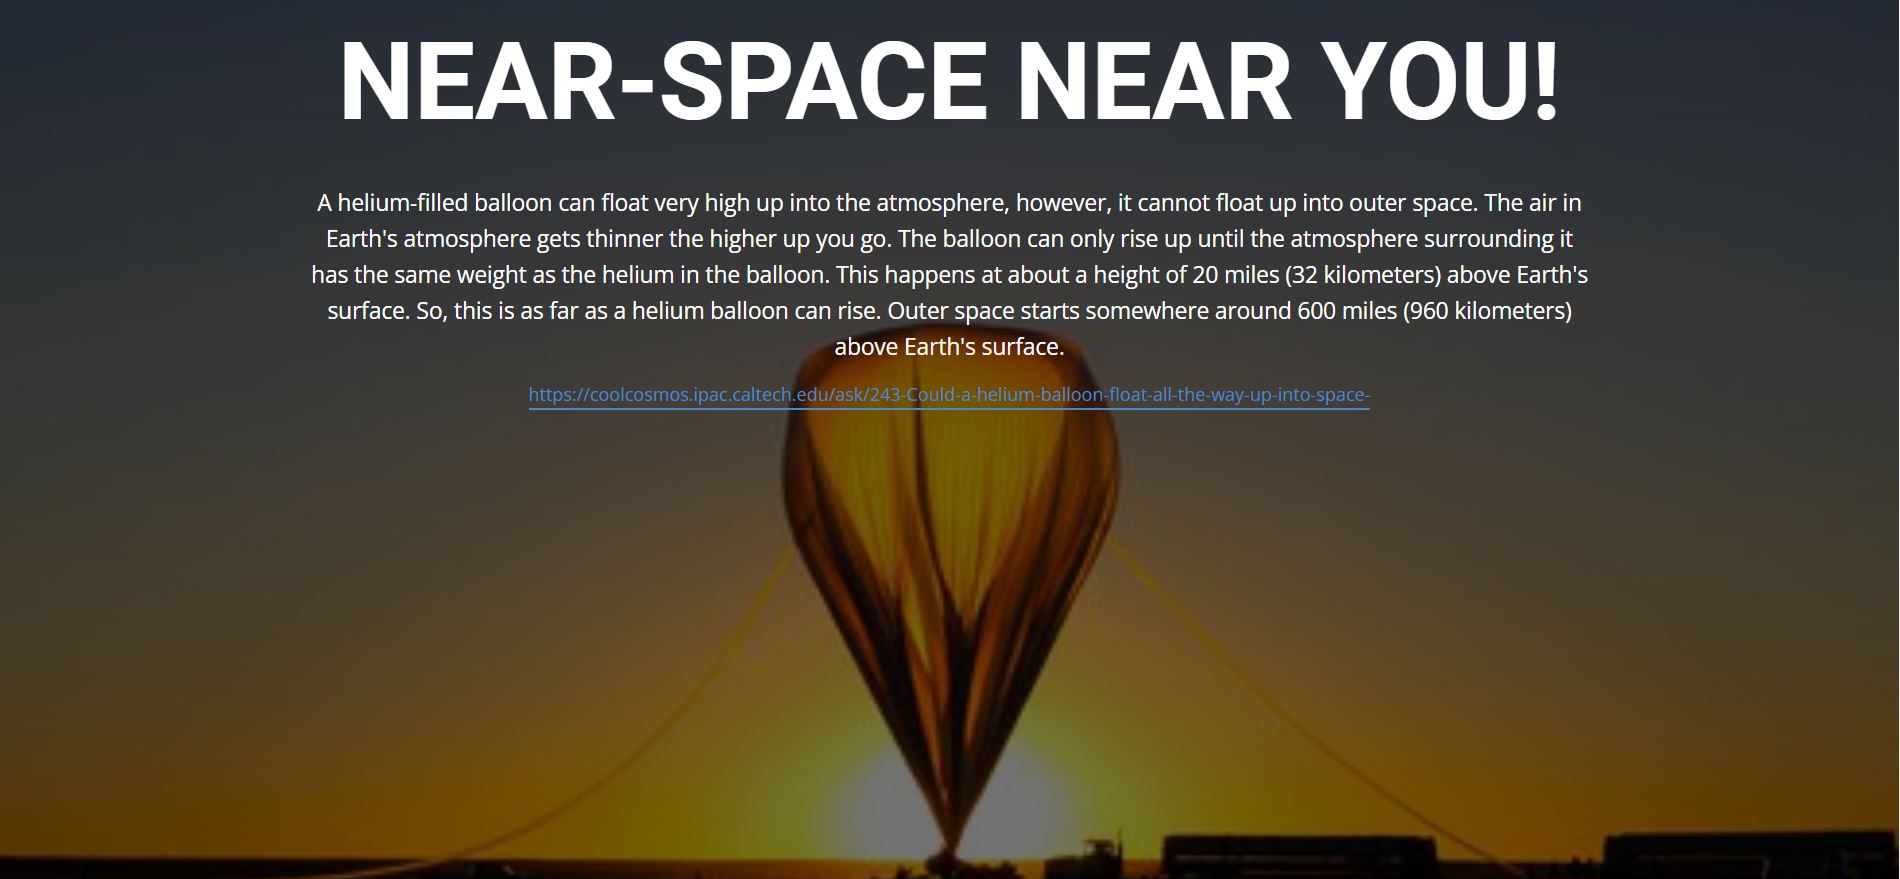 NEAR-SPACE NEAR YOU!
A helium-filled balloon can float very high up into the atmosphere, however, it cannot float up into outer space. The air in
Earth's atmosphere gets thinner the higher up you go. The balloon can only rise up until the atmosphere surrounding it
has the same weight as the helium in the balloon. This happens at about a height of 20 miles (32 kilometers) above Earth's
surface. So, this is as far as a helium balloon can rise. Outer space starts somewhere around 600 miles (960 kilometers)
above Earth's surface.
https://coolcosmos.ipac.caltech.edu/ask/243-Could-a-helium-balloon-float-all-the-way-up-into-space-